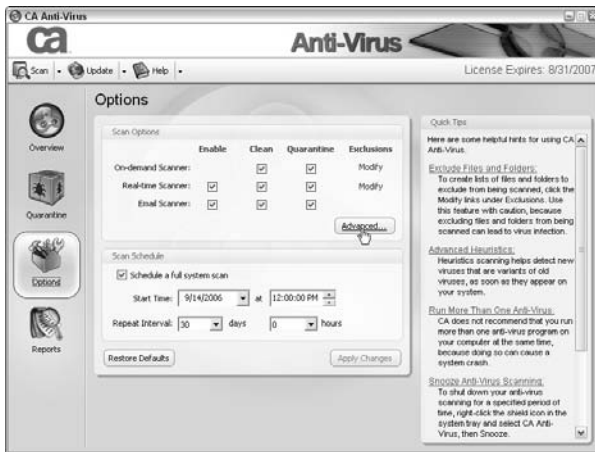 CA Anti-Virus
ca
Anti-Virus
Scan
Update
Help
License Expires: 8/31/2007
Overview
Quarantine
Options
Reports
Options
Scan Options
Enable Clean Quarantine Exclusions
On-demand Scanner: Modify
Real-time Scanner: Modify
Email Scanner:
Advanced...
Scan Schedule
Schedule a full system scan
Start Time: 9/14/2006 at 12:00:00 PM
Repeat Interval: 30 days 0 hours
Restore Defaults
Apply Changes
Quick Tips
Here are some helpful hints for using CA
Anti-Virus.
Exclude Files and Folders:
To create lists of files and folders to
exclude from being scanned, click the
Modify links under Exclusions. Use
this feature with caution, because
excluding files and folders from being
scanned can lead to virus infection.
Advanced Heuristics:
Heuristics scanning helps detect new
viruses that are variants of old
viruses, as soon as they appear on
your system.
Run More Than One Anti-Virus:
CA does not recommend that you run
more than one anti-virus program on
your computer at the same time,
because doing so can cause a
system crash.
Snooze Anti-Virus Scanning:
To shut down your anti-virus
scanning for a specified period of
time, right-click the shield icon in the
system tray and select CA Anti-
Virus, then Snooze.